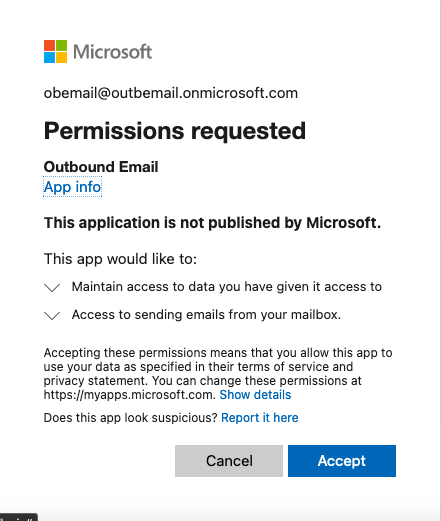 Microsoft
obemail@outbemail.onmicrosoft.com
Permissions requested
Outbound Email
App info
This application is not published by Microsoft.
This app would like to:
Maintain access to data you have given it access to
Access to sending emails from your mailbox.
Accepting these permissions means that you allow this app to
use your data as specified in their terms of service and
privacy statement. You can change these permissions at
https://myapps.microsoft.com. Show details
Does this app look suspicious? Report it here
Cancel Accept